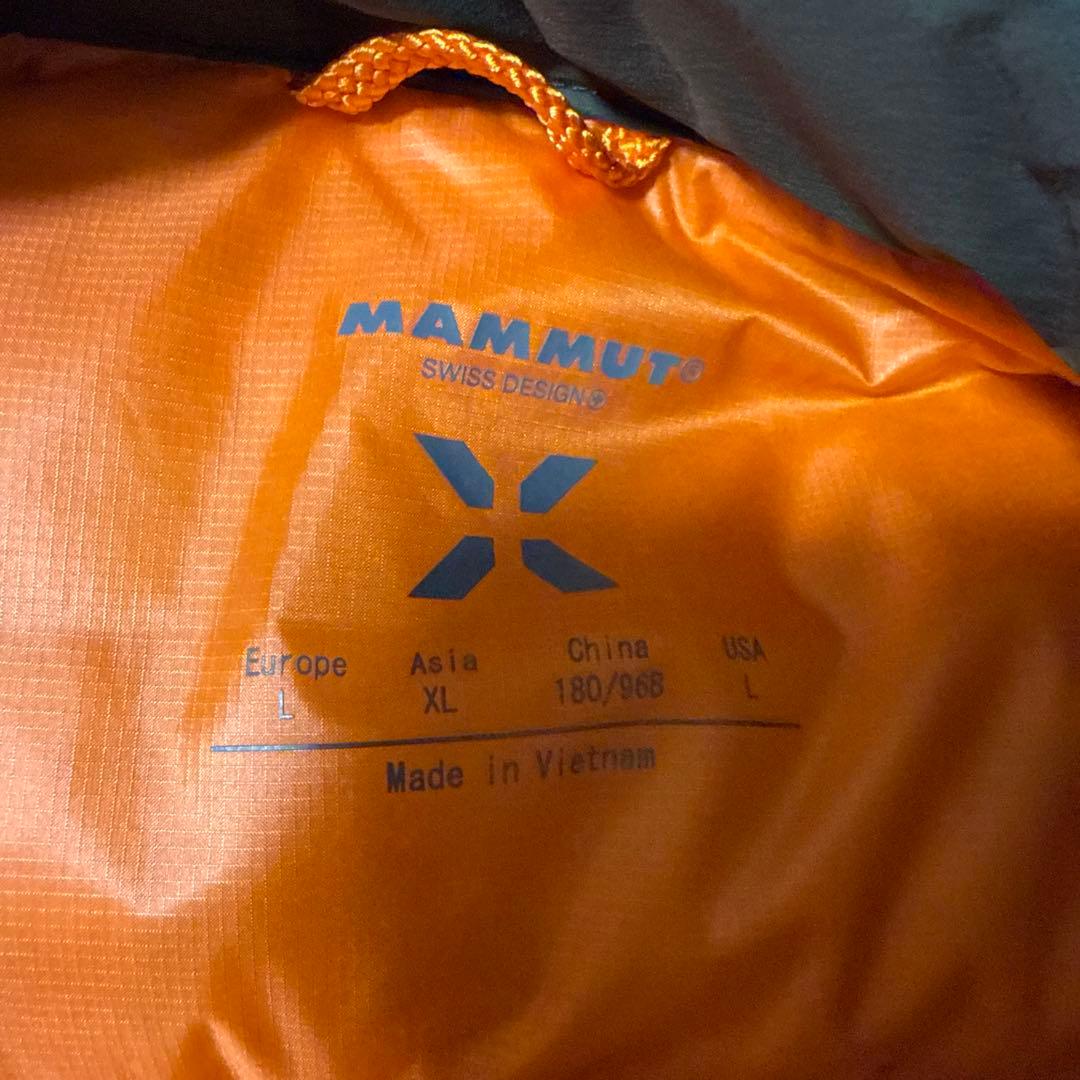 MAMMUT®
SWISS DESIGN
Europe Asia China USA
L XL 180/96B L
Made in Vietnam